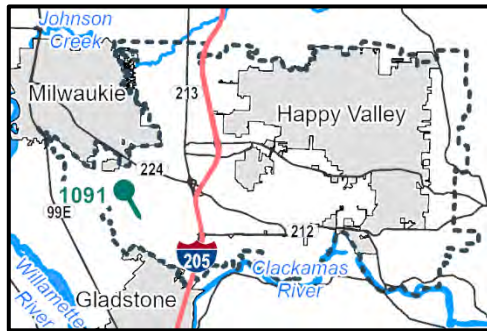 Johnson
Creek
Milwaukie
213
Happy Valley
224
1091
99E
212
205
Willamette
River
Clackamas
River
Gladstone